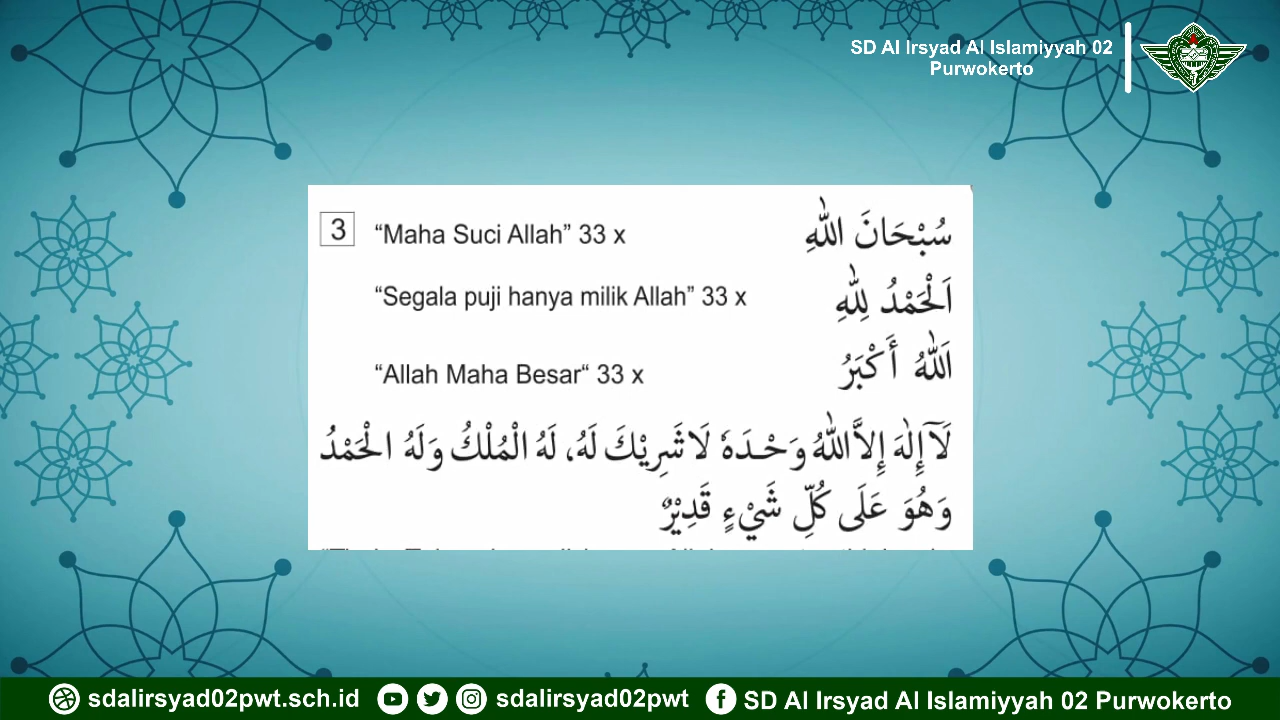 SD Al Irsyad Al Islamiyyah 02
Purwokerto
3 “Maha Suci Allah” 33 x سُبْحَانَ اللّٰهِ
“Segala puji hanya milik Allah” 33 x اَلْحَمْدُ لِلّٰهِ
“Allah Maha Besar“ 33 x اَللّٰهُ أَكْبَرُ
لَآ إِلٰهَ إِلاَّ اللّٰهُ وَحْدَهٗ لَا شَرِيْكَ لَهُ، لَهُ الْمُلْكُ وَلَهُ الْحَمْدُ
وَهُوَ عَلَى كُلِّ شَيْءٍ قَدِيْرٌ
sdalirsyad02pwt.sch.id sdalirsyad02pwt SD Al Irsyad Al Islamiyyah 02 Purwokerto